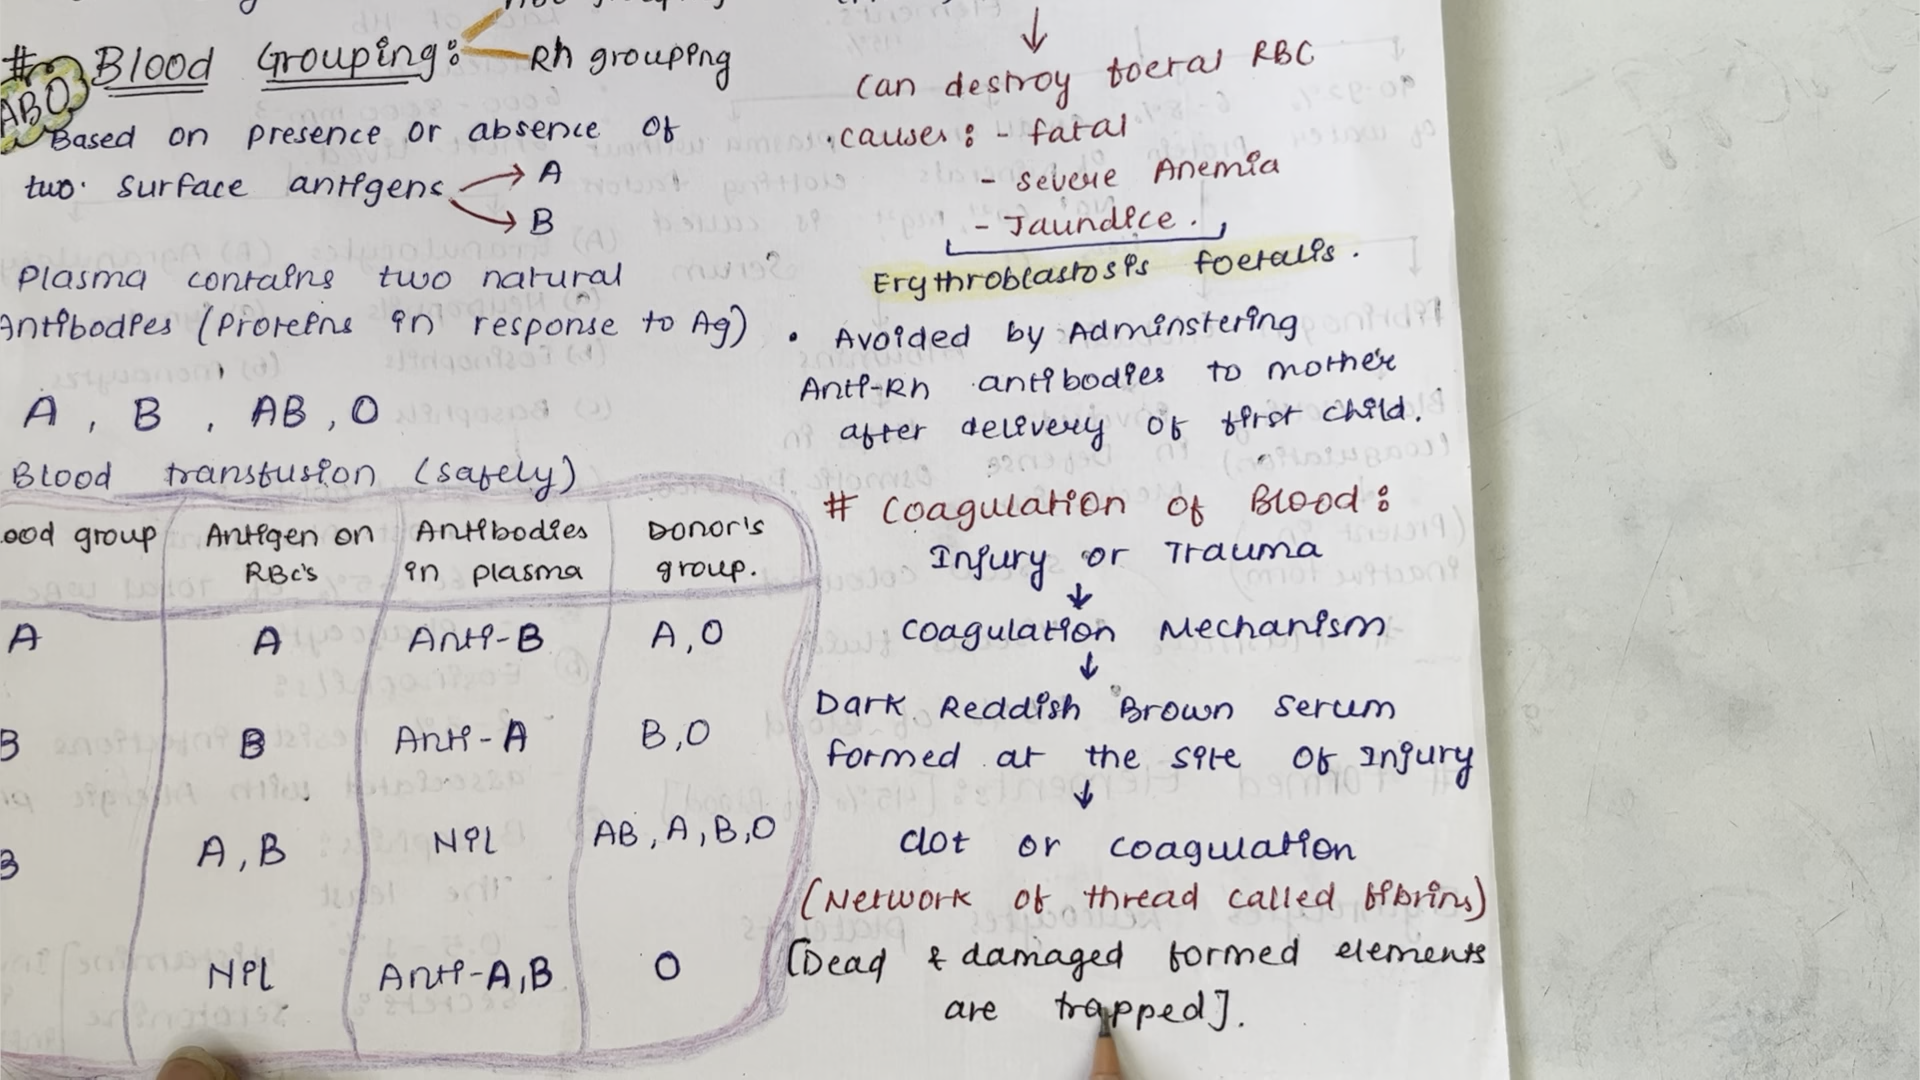 # Blood Grouping:
Rh grouping
ABO
Based on presence or absence of
two surface antigens
A
B
Plasma contains two natural
Antibodies (Proteins in response to Ag)
A, B, AB, O
Blood transfusion (safely)
ood group | Antigen on RBC's | Antibodies in plasma | Donor's group.
A | A | Anti-B | A, O
B | B | Anti-A | B, O
B | A, B | Nil | AB, A, B, O
Nil | Anti-A, B | O
Can destroy foetal RBC
• causes: - fatal
- severe Anemia
- Jaundice.
Erythroblastosis foetalis.
• Avoided by Adminstering
Anti-Rh antibodies to mother
after delivery of first child.
# Coagulation of Blood:
Injury or Trauma
↓
Coagulation Mechanism
↓
Dark Reddish Brown Serum
formed at the site of Injury
↓
Clot or coagulation
(Network of thread called fibrins)
[Dead & damaged formed elements
are trapped].